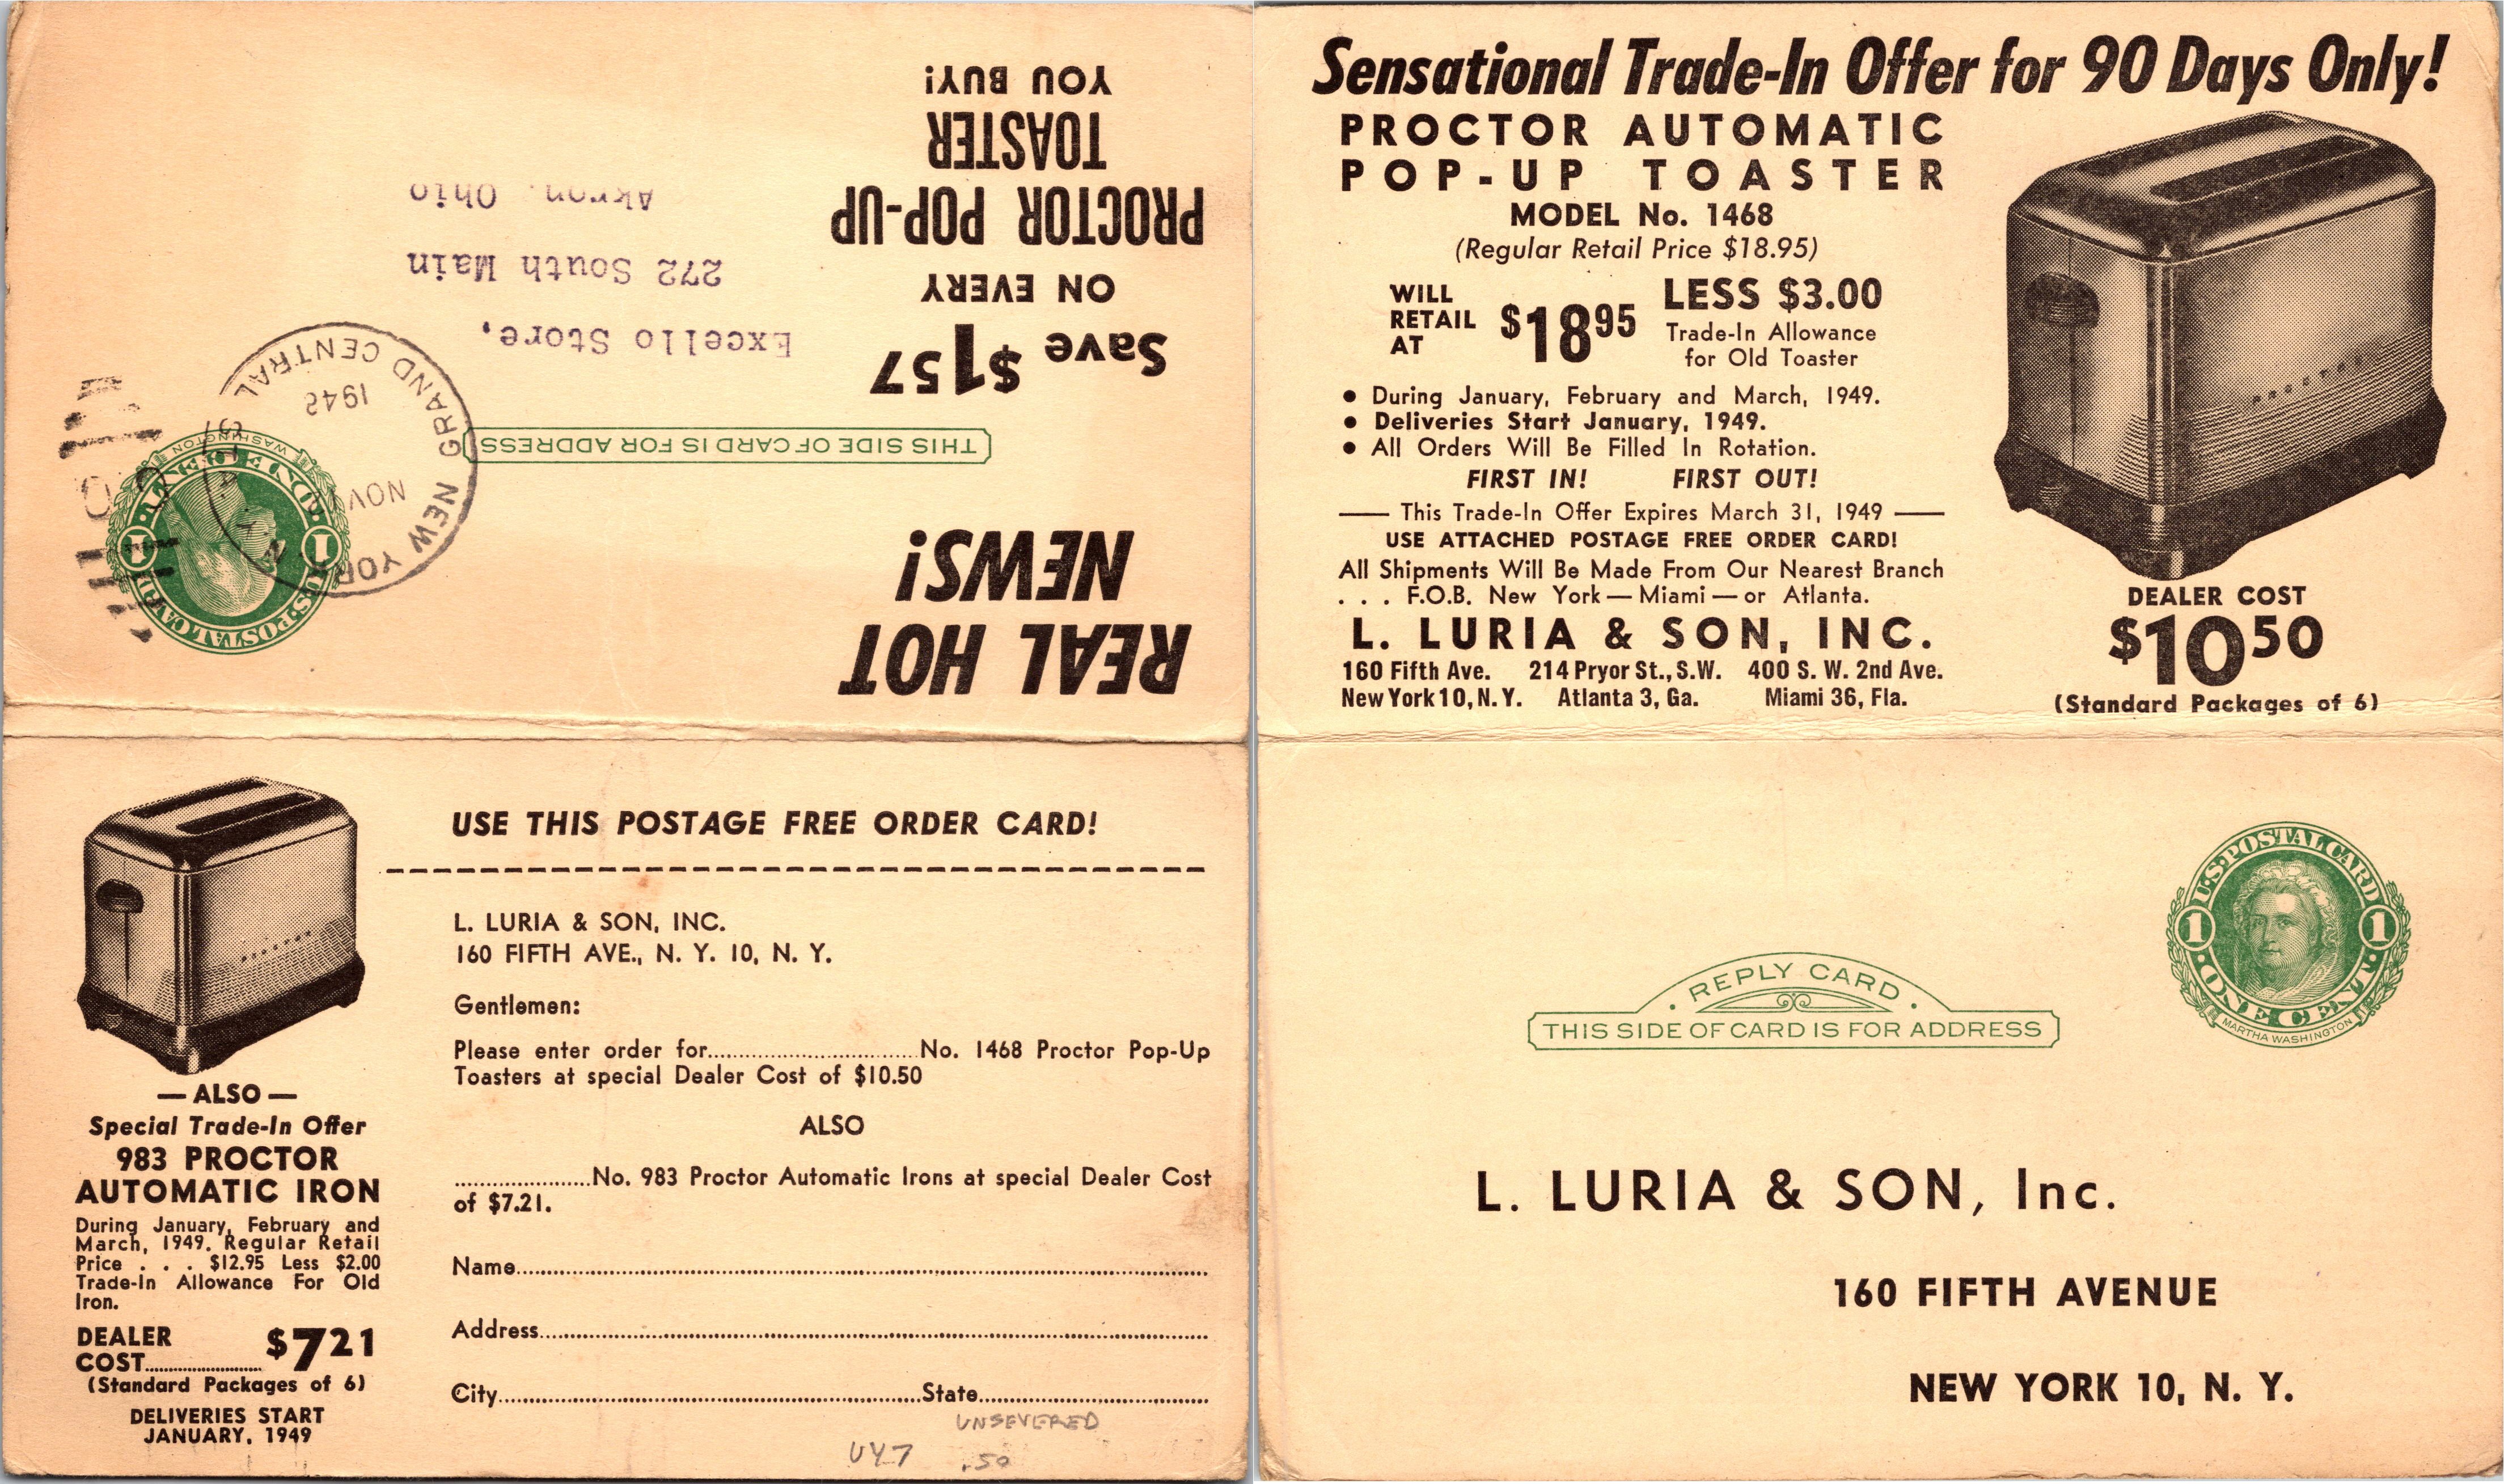 REAL HOT
NEWS!
THIS SIDE OF CARD IS FOR ADDRESS
U.S. POSTAL CARD
1 1
ONE CENT
WASHINGTON
NEW YORK, N.Y.
GRAND CENTRAL
NOV
1948
Save $1.57
ON EVERY
PROCTOR POP-UP
TOASTER
YOU BUY!
Excello Store,
272 South Main
Akron Ohio
USE THIS POSTAGE FREE ORDER CARD!
L. LURIA & SON, INC.
160 FIFTH AVE., N. Y. 10, N. Y.
Gentlemen:
Please enter order for..............................No. 1468 Proctor Pop-Up
Toasters at special Dealer Cost of $10.50
ALSO
....................No. 983 Proctor Automatic Irons at special Dealer Cost
of $7.21.
Name..............................
Address..............................
City..............................State..............................
UNSEVERED
UY7 .50
— ALSO —
Special Trade-In Offer
983 PROCTOR
AUTOMATIC IRON
During January, February and
March, 1949. Regular Retail
Price . . . $12.95 Less $2.00
Trade-In Allowance For Old
Iron.
DEALER
COST.................... $7.21
(Standard Packages of 6)
DELIVERIES START
JANUARY, 1949
Sensational Trade-In Offer for 90 Days Only!
PROCTOR AUTOMATIC
POP-UP TOASTER
MODEL No. 1468
(Regular Retail Price $18.95)
WILL
RETAIL
AT
$18.95
LESS $3.00
Trade-In Allowance
for Old Toaster
• During January, February and March, 1949.
• Deliveries Start January, 1949.
• All Orders Will Be Filled In Rotation.
FIRST IN! FIRST OUT!
— This Trade-In Offer Expires March 31, 1949 —
USE ATTACHED POSTAGE FREE ORDER CARD!
All Shipments Will Be Made From Our Nearest Branch
. . . F.O.B. New York — Miami — or Atlanta.
L. LURIA & SON, INC.
160 Fifth Ave. 214 Pryor St., S.W. 400 S. W. 2nd Ave.
New York 10, N. Y. Atlanta 3, Ga. Miami 36, Fla.
PROCTOR
DEALER COST
$10.50
(Standard Packages of 6)
U.S. POSTAL CARD
1 1
ONE CENT
MARTHA WASHINGTON
• REPLY CARD •
THIS SIDE OF CARD IS FOR ADDRESS
L. LURIA & SON, Inc.
160 FIFTH AVENUE
NEW YORK 10, N. Y.